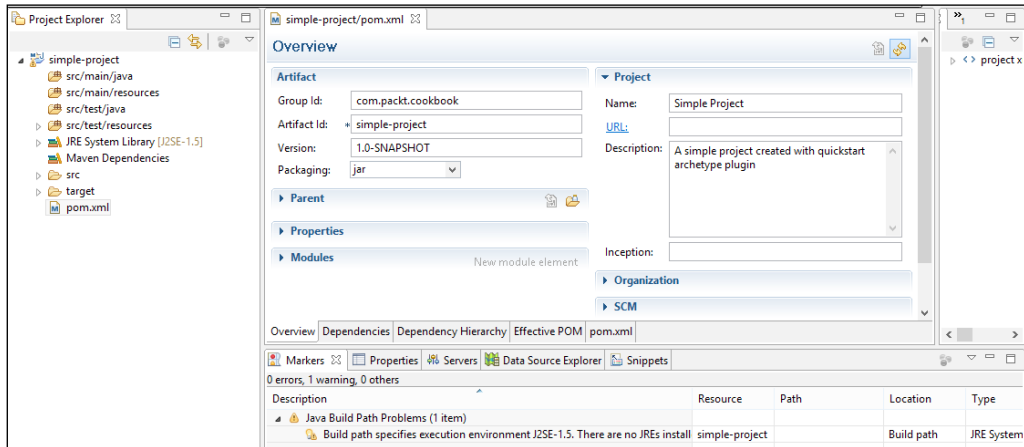 Project Explorer
simple-project
src/main/java
src/main/resources
src/test/java
src/test/resources
JRE System Library [J2SE-1.5]
Maven Dependencies
src
target
pom.xml
simple-project/pom.xml
Overview
Artifact
Group Id: com.packt.cookbook
Artifact Id: * simple-project
Version: 1.0-SNAPSHOT
Packaging: jar
Parent
Properties
Modules
New module element
Project
Name: Simple Project
URL:
Description: A simple project created with quickstart
archetype plugin
Inception:
Organization
SCM
Overview Dependencies Dependency Hierarchy Effective POM pom.xml
»1
<> project x
Markers Properties Servers Data Source Explorer Snippets
0 errors, 1 warning, 0 others
Description Resource Path Location Type
Java Build Path Problems (1 item)
Build path specifies execution environment J2SE-1.5. There are no JREs install simple-project Build path JRE System